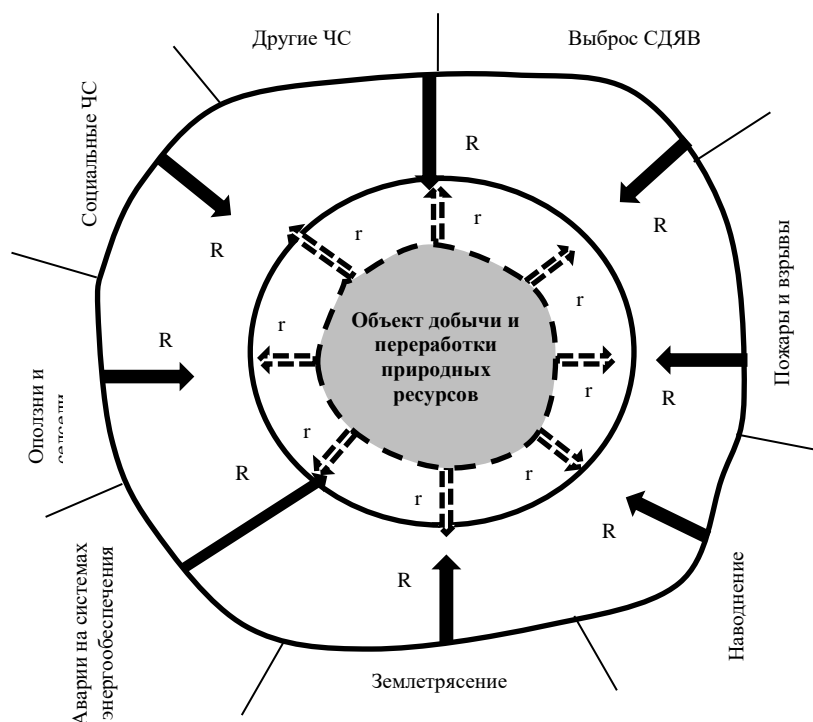 Другие ЧС
Выброс СДЯВ
Социальные ЧС
R
r
r
R
R
r
r
Объект добычи и
переработки
природных
ресурсов
Пожары и взрывы
R
R
r
Оползни и
r
R
r
r
R
R
Аварии на системах
энергообеспечения
Наводнение
Землетрясение